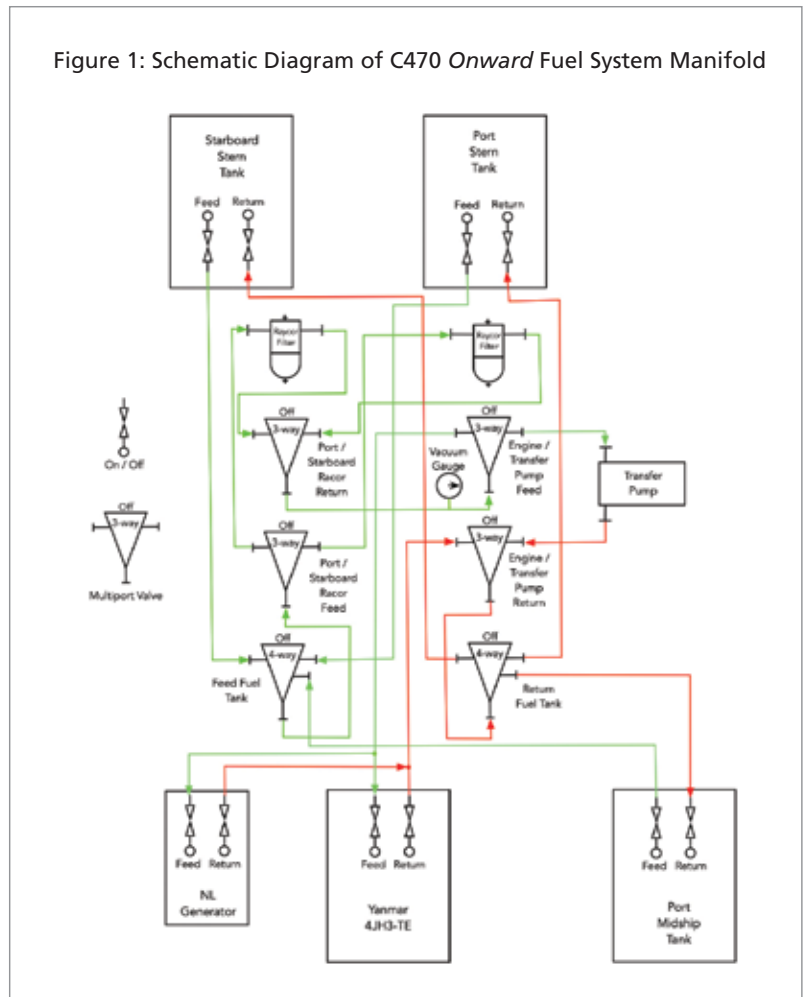 Figure 1: Schematic Diagram of C470 Onward Fuel System Manifold
Starboard
Stern
Tank
Feed Return
Port
Stern
Tank
Feed Return
Raycor
Filter
Raycor
Filter
On / Off
Off
3-way
Multiport Valve
Off
3-way
Port /
Starboard
Racor
Return
Vacuum
Gauge
Off
3-way
Engine /
Transfer
Pump
Feed
Transfer
Pump
Off
3-way
Port /
Starboard
Racor
Feed
Off
3-way
Engine /
Transfer
Pump
Return
Off
4-way
Feed Fuel
Tank
Off
4-way
Return
Fuel Tank
Feed Return
NL
Generator
Feed Return
Yanmar
4JH3-TE
Feed Return
Port
Midship
Tank